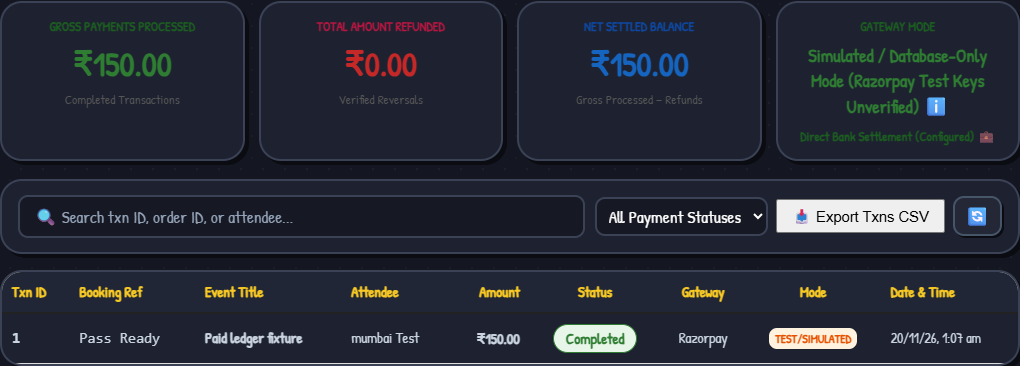 GROSS PAYMENTS PROCESSED
₹150.00
Completed Transactions
TOTAL AMOUNT REFUNDED
₹0.00
Verified Reversals
NET SETTLED BALANCE
₹150.00
Gross Processed − Refunds
GATEWAY MODE
Simulated / Database-Only
Mode (Razorpay Test Keys
Unverified) ℹ️
Direct Bank Settlement (Configured) 💼
🔍 Search txn ID, order ID, or attendee...
All Payment Statuses
📥 Export Txns CSV
🔄
Txn ID Booking Ref Event Title Attendee Amount Status Gateway Mode Date & Time
1 Pass Ready Paid ledger fixture mumbai Test ₹150.00 Completed Razorpay TEST/SIMULATED 20/11/26, 1:07 am